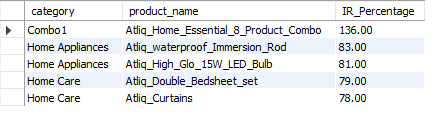 category product_name IR_Percentage
Combo1 Atliq_Home_Essential_8_Product_Combo 136.00
Home Appliances Atliq_waterproof_Immersion_Rod 83.00
Home Appliances Atliq_High_Glo_15W_LED_Bulb 81.00
Home Care Atliq_Double_Bedsheet_set 79.00
Home Care Atliq_Curtains 78.00